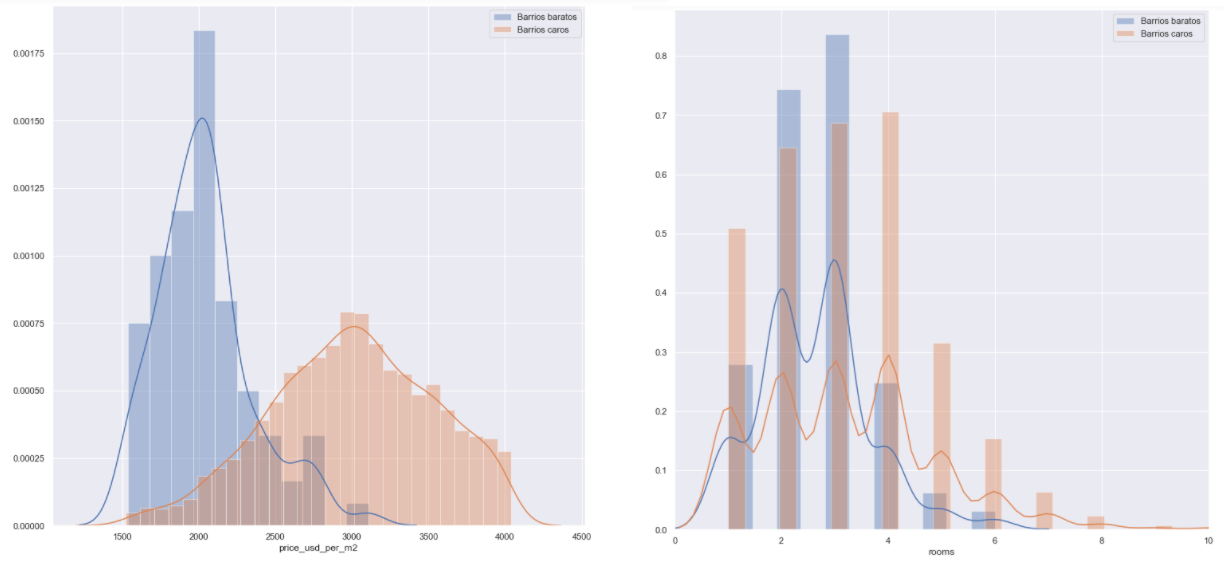 Barrios baratos
Barrios caros
0.00175
0.00150
0.00125
0.00100
0.00075
0.00050
0.00025
0.00000
1500 2000 2500 3000 3500 4000 4500
price_usd_per_m2
Barrios baratos
Barrios caros
0.8
0.7
0.6
0.5
0.4
0.3
0.2
0.1
0.0
0 2 4 6 8 10
rooms